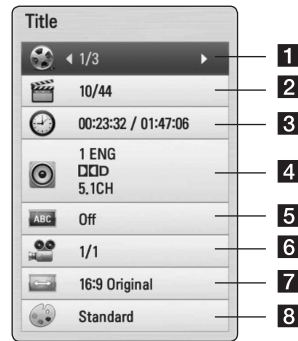 Title
1/3
1
10/44
2
00:23:32 / 01:47:06
3
1 ENG
DD D
5.1CH
4
ABC
Off
5
1/1
6
16:9 Original
7
Standard
8